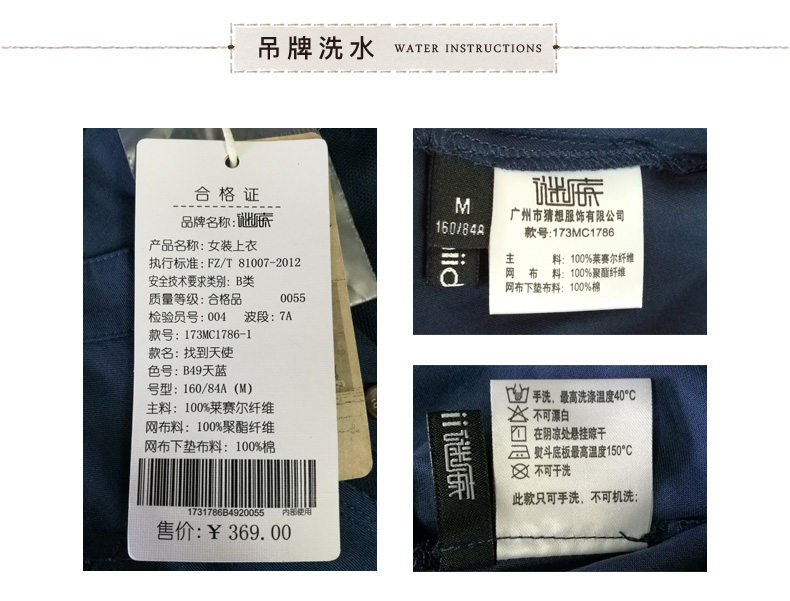 吊牌洗水 WATER INSTRUCTIONS
合格证
品牌名称:谜底
产品名称: 女装上衣
执行标准: FZ/T 81007-2012
安全技术要求类别: B类
质量等级: 合格品 0055
检验员号: 004 波段: 7A
款号: 173MC1786-1
款名: 找到天使
色号: B49天蓝
号型: 160/84A (M)
主料: 100%莱赛尔纤维
网布料: 100%聚酯纤维
网布下垫布料: 100%棉
1731786B4920055 内部使用
售价: ¥ 369.00
M
160/84A
iid
谜底
广州市猜想服饰有限公司
款号:173MC1786
主 料: 100%莱赛尔纤维
网 布 料: 100%聚酯纤维
网布下垫布料: 100%棉
ii 谜底
手洗，最高洗涤温度40°C
不可漂白
在阴凉处悬挂晾干
熨斗底板最高温度150°C
不可干洗
此款只可手洗、不可机洗: